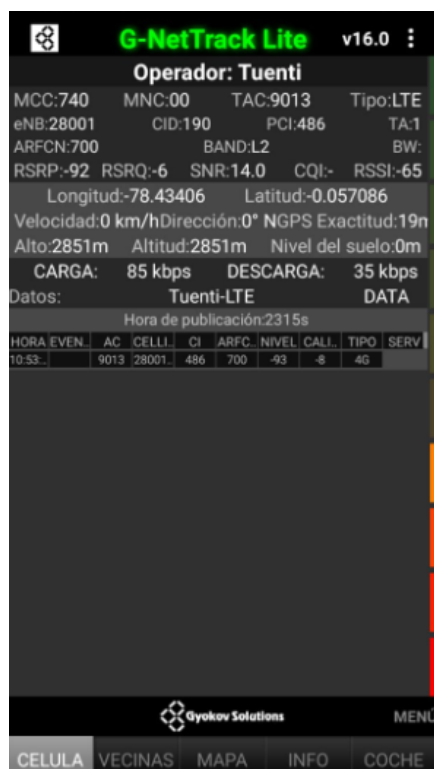 G-NetTrack Lite v16.0
Operador: Tuenti
MCC:740 MNC:00 TAC:9013 Tipo:LTE
eNB:28001 CID:190 PCI:486 TA:1
ARFCN:700 BAND:L2 BW:
RSRP:-92 RSRQ:-6 SNR:14.0 CQI:- RSSI:-65
Longitud:-78.43406 Latitud:-0.057086
Velocidad:0 km/hDirección:0° NGPS Exactitud:19m
Alto:2851m Altitud:2851m Nivel del suelo:0m
CARGA: 85 kbps DESCARGA: 35 kbps
Datos: Tuenti-LTE DATA
Hora de publicación:2315s
HORA EVEN.. AC CELLI.. CI ARFC.. NIVEL CALI.. TIPO SERV
10:53:.. 9013 28001.. 486 700 -93 -8 4G
Gyokov Solutions MENÚ
CELULA VECINAS MAPA INFO COCHE